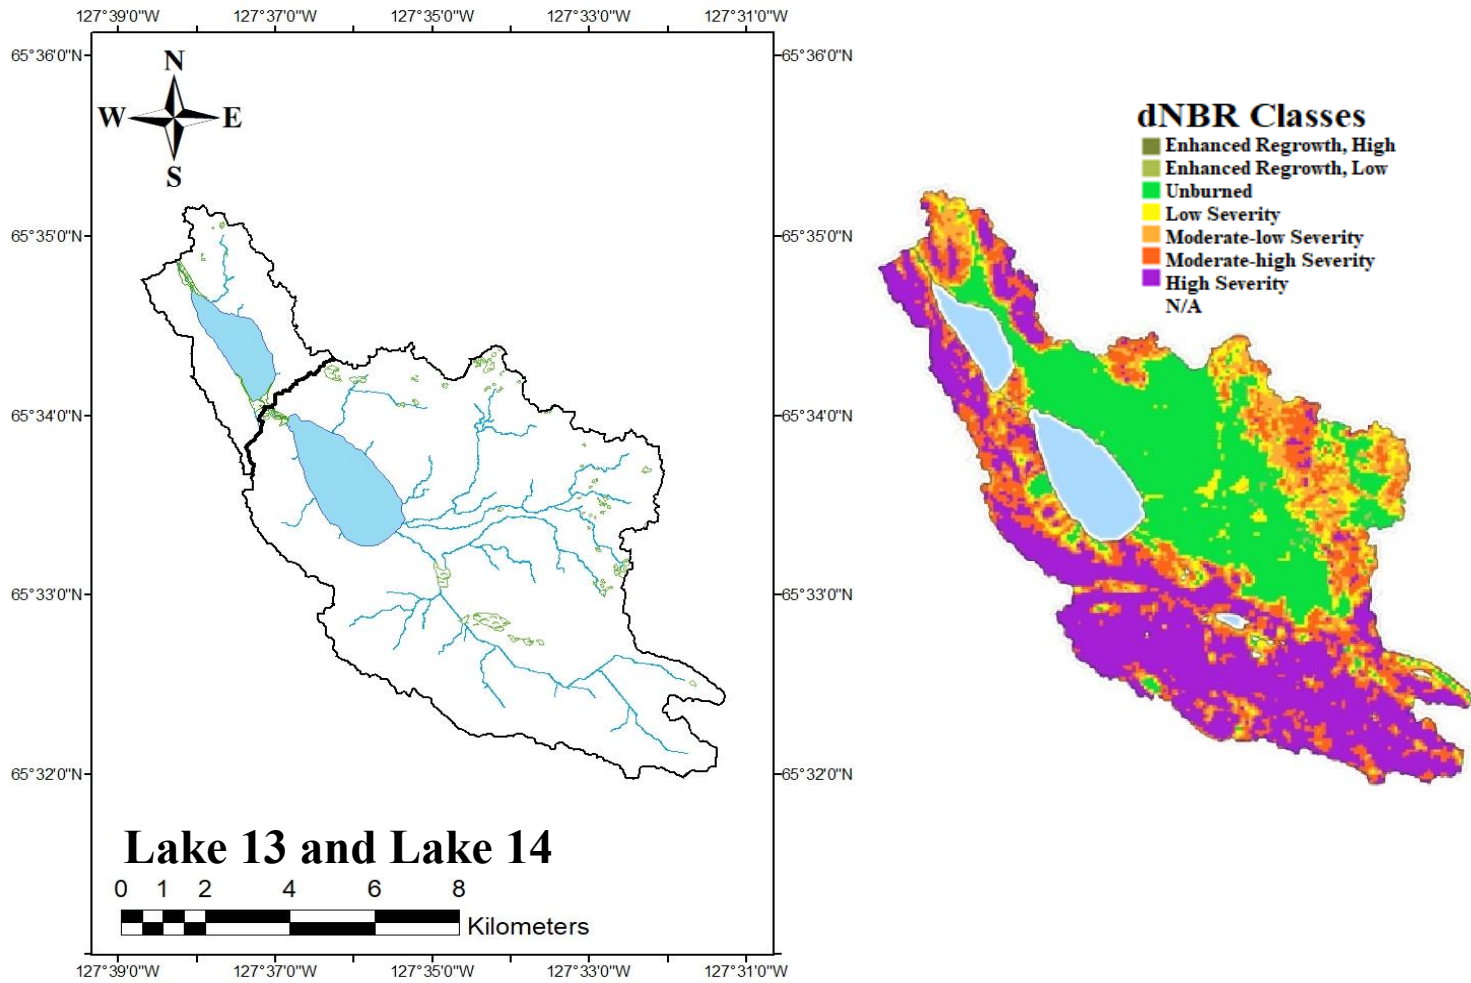 127°39'0"W 127°37'0"W 127°35'0"W 127°33'0"W 127°31'0"W
65°36'0"N 65°36'0"N
N
W E
S
dNBR Classes
Enhanced Regrowth, High
Enhanced Regrowth, Low
Unburned
Low Severity
Moderate-low Severity
Moderate-high Severity
High Severity
N/A
65°35'0"N 65°35'0"N
65°34'0"N 65°34'0"N
65°33'0"N 65°33'0"N
65°32'0"N 65°32'0"N
Lake 13 and Lake 14
0 1 2 4 6 8
Kilometers
127°39'0"W 127°37'0"W 127°35'0"W 127°33'0"W 127°31'0"W